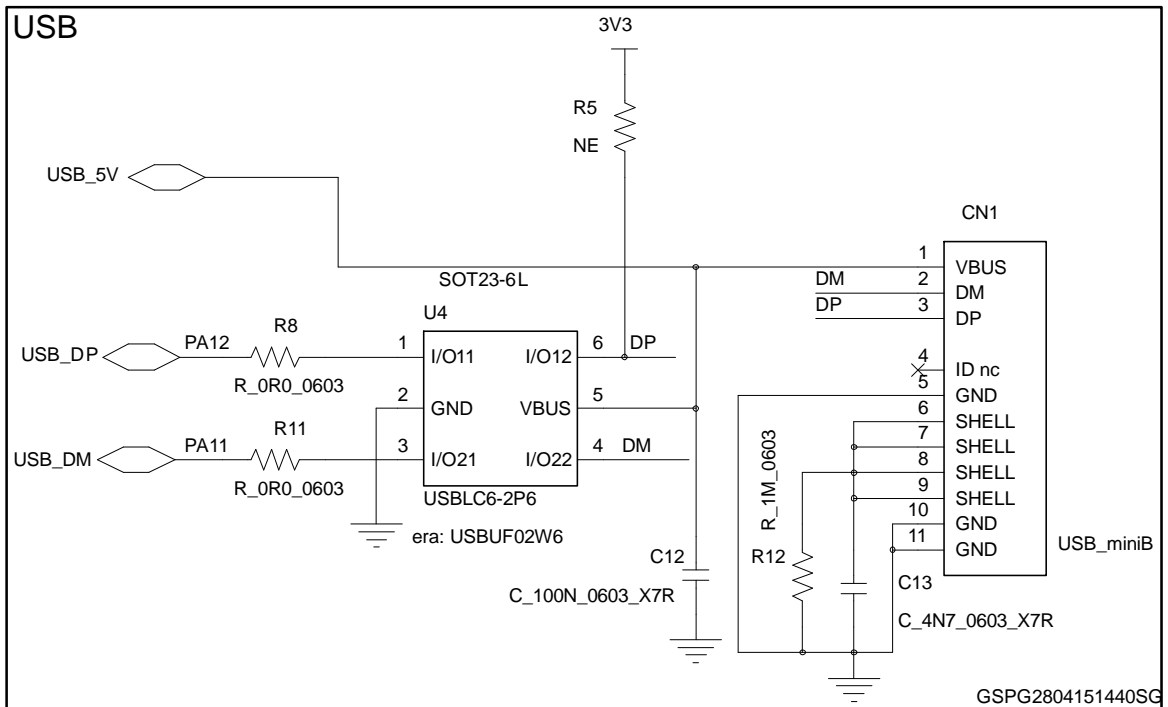 USB
3V3
R5
NE
USB_5V
CN1
SOT23-6L
U4
1
VBUS
DM
2
DM
DP
3
DP
4
ID nc
5
GND
6
SHELL
7
SHELL
8
SHELL
9
SHELL
10
GND
11
GND
USB_miniB
USB_DP
PA12
R8
R_0R0_0603
1
I/O11
I/O12
6
DP
2
GND
VBUS
5
USB_DM
PA11
R11
R_0R0_0603
3
I/O21
I/O22
4
DM
USBLC6-2P6
era: USBUF02W6
C12
C_100N_0603_X7R
R_1M_0603
R12
C13
C_4N7_0603_X7R
GSPG2804151440SG